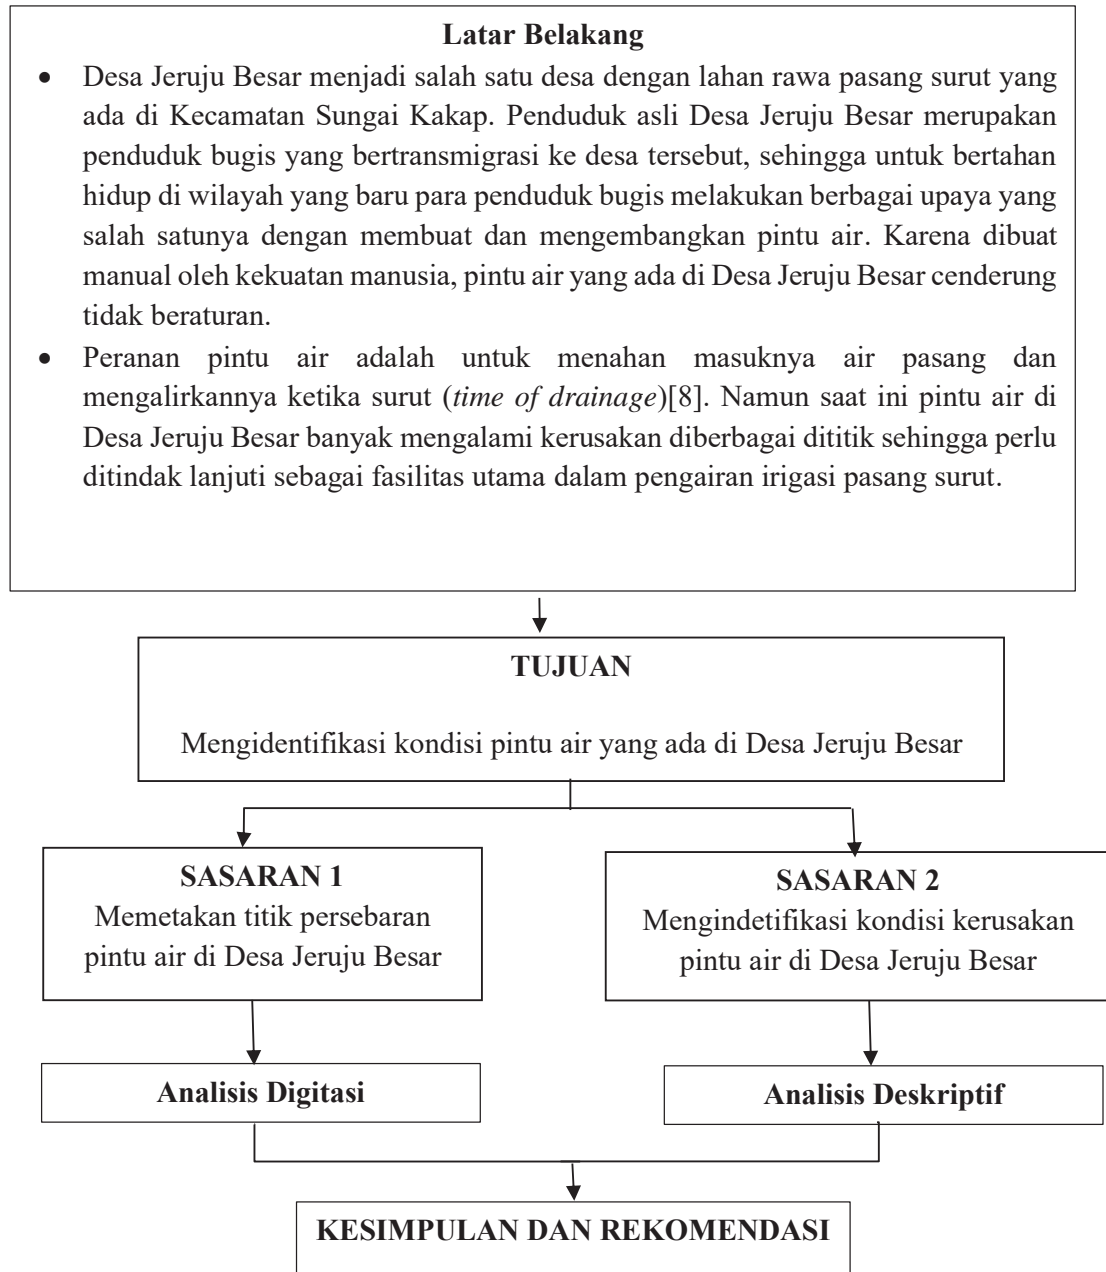 Latar Belakang
• Desa Jeruju Besar menjadi salah satu desa dengan lahan rawa pasang surut yang
ada di Kecamatan Sungai Kakap. Penduduk asli Desa Jeruju Besar merupakan
penduduk bugis yang bertransmigrasi ke desa tersebut, sehingga untuk bertahan
hidup di wilayah yang baru para penduduk bugis melakukan berbagai upaya yang
salah satunya dengan membuat dan mengembangkan pintu air. Karena dibuat
manual oleh kekuatan manusia, pintu air yang ada di Desa Jeruju Besar cenderung
tidak beraturan.
• Peranan pintu air adalah untuk menahan masuknya air pasang dan
mengalirkannya ketika surut (time of drainage)[8]. Namun saat ini pintu air di
Desa Jeruju Besar banyak mengalami kerusakan diberbagai dititik sehingga perlu
ditindak lanjuti sebagai fasilitas utama dalam pengairan irigasi pasang surut.
TUJUAN
Mengidentifikasi kondisi pintu air yang ada di Desa Jeruju Besar
SASARAN 1
Memetakan titik persebaran
pintu air di Desa Jeruju Besar
SASARAN 2
Mengindetifikasi kondisi kerusakan
pintu air di Desa Jeruju Besar
Analisis Digitasi
Analisis Deskriptif
KESIMPULAN DAN REKOMENDASI